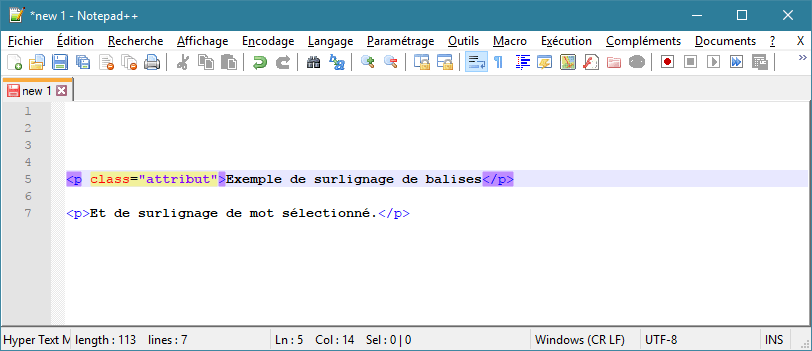 *new 1 - Notepad++
Fichier Édition Recherche Affichage Encodage Langage Paramétrage Outils Macro Exécution Compléments Documents ? X
new 1
1
2
3
4
5 <p class="attribut">Exemple de surlignage de balises</p>
6
7 <p>Et de surlignage de mot sélectionné.</p>
Hyper Text M length : 113 lines : 7 Ln : 5 Col : 14 Sel : 0 | 0 Windows (CR LF) UTF-8 INS